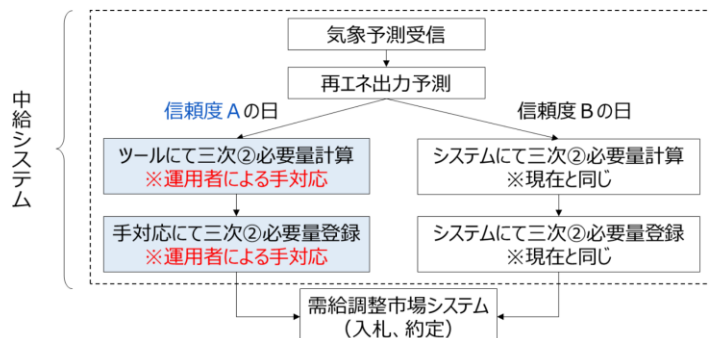 中給システム
気象予測受信
再エネ出力予測
信頼度Aの日
信頼度Bの日
ツールにて三次②必要量計算
※運用者による手対応
システムにて三次②必要量計算
※現在と同じ
手対応にて三次②必要量登録
※運用者による手対応
システムにて三次②必要量登録
※現在と同じ
需給調整市場システム
（入札、約定）